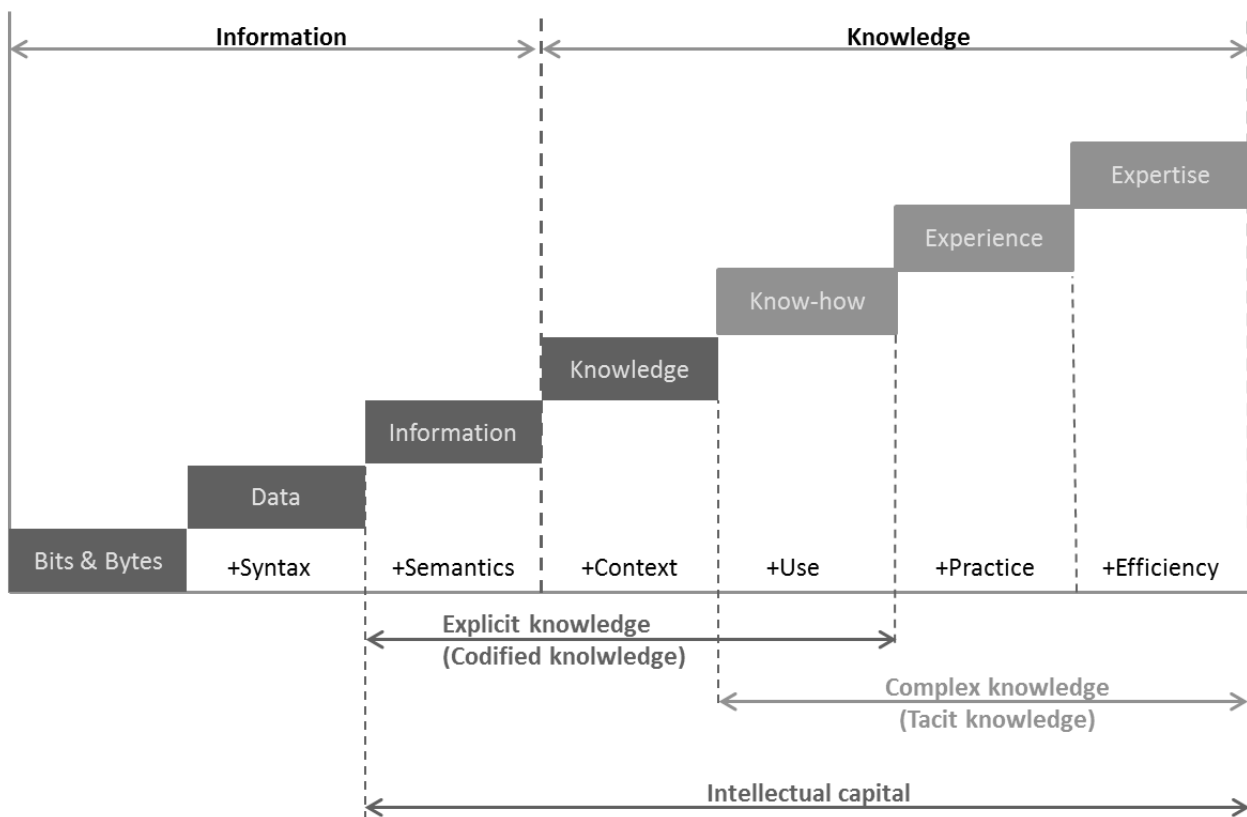 Information
Knowledge
Expertise
Experience
Know-how
Knowledge
Information
Data
Bits & Bytes
+Syntax
+Semantics
+Context
+Use
+Practice
+Efficiency
Explicit knowledge
(Codified knolwledge)
Complex knowledge
(Tacit knowledge)
Intellectual capital